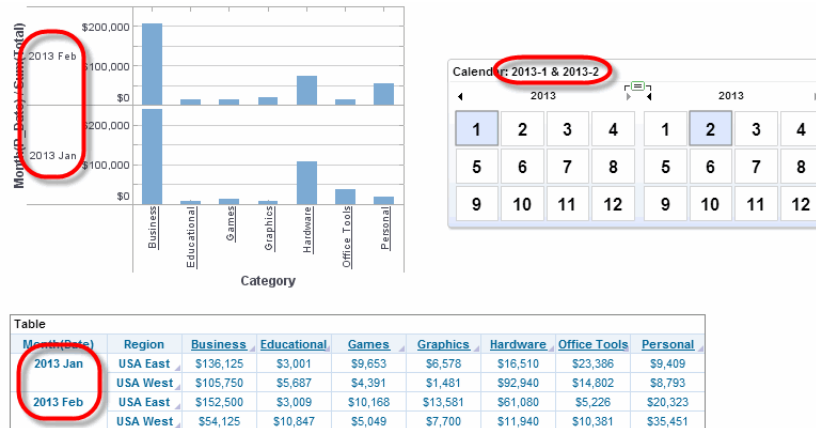 Month(P_Date) / Sum(Total)
2013 Feb
$200,000
$100,000
$0
2013 Jan
$200,000
$100,000
$0
Business
Educational
Games
Graphics
Hardware
Office Tools
Personal
Category
Calendar: 2013-1 & 2013-2
2013
1 2 3 4
5 6 7 8
9 10 11 12
2013
1 2 3 4
5 6 7 8
9 10 11 12
Table
Month(Date) Region Business Educational Games Graphics Hardware Office Tools Personal
2013 Jan USA East $136,125 $3,001 $9,653 $6,578 $16,510 $23,386 $9,409
USA West $105,750 $5,687 $4,391 $1,481 $92,940 $14,802 $8,793
2013 Feb USA East $152,500 $3,009 $10,168 $13,581 $61,080 $5,226 $20,323
USA West $54,125 $10,847 $5,049 $7,700 $11,940 $10,381 $35,451